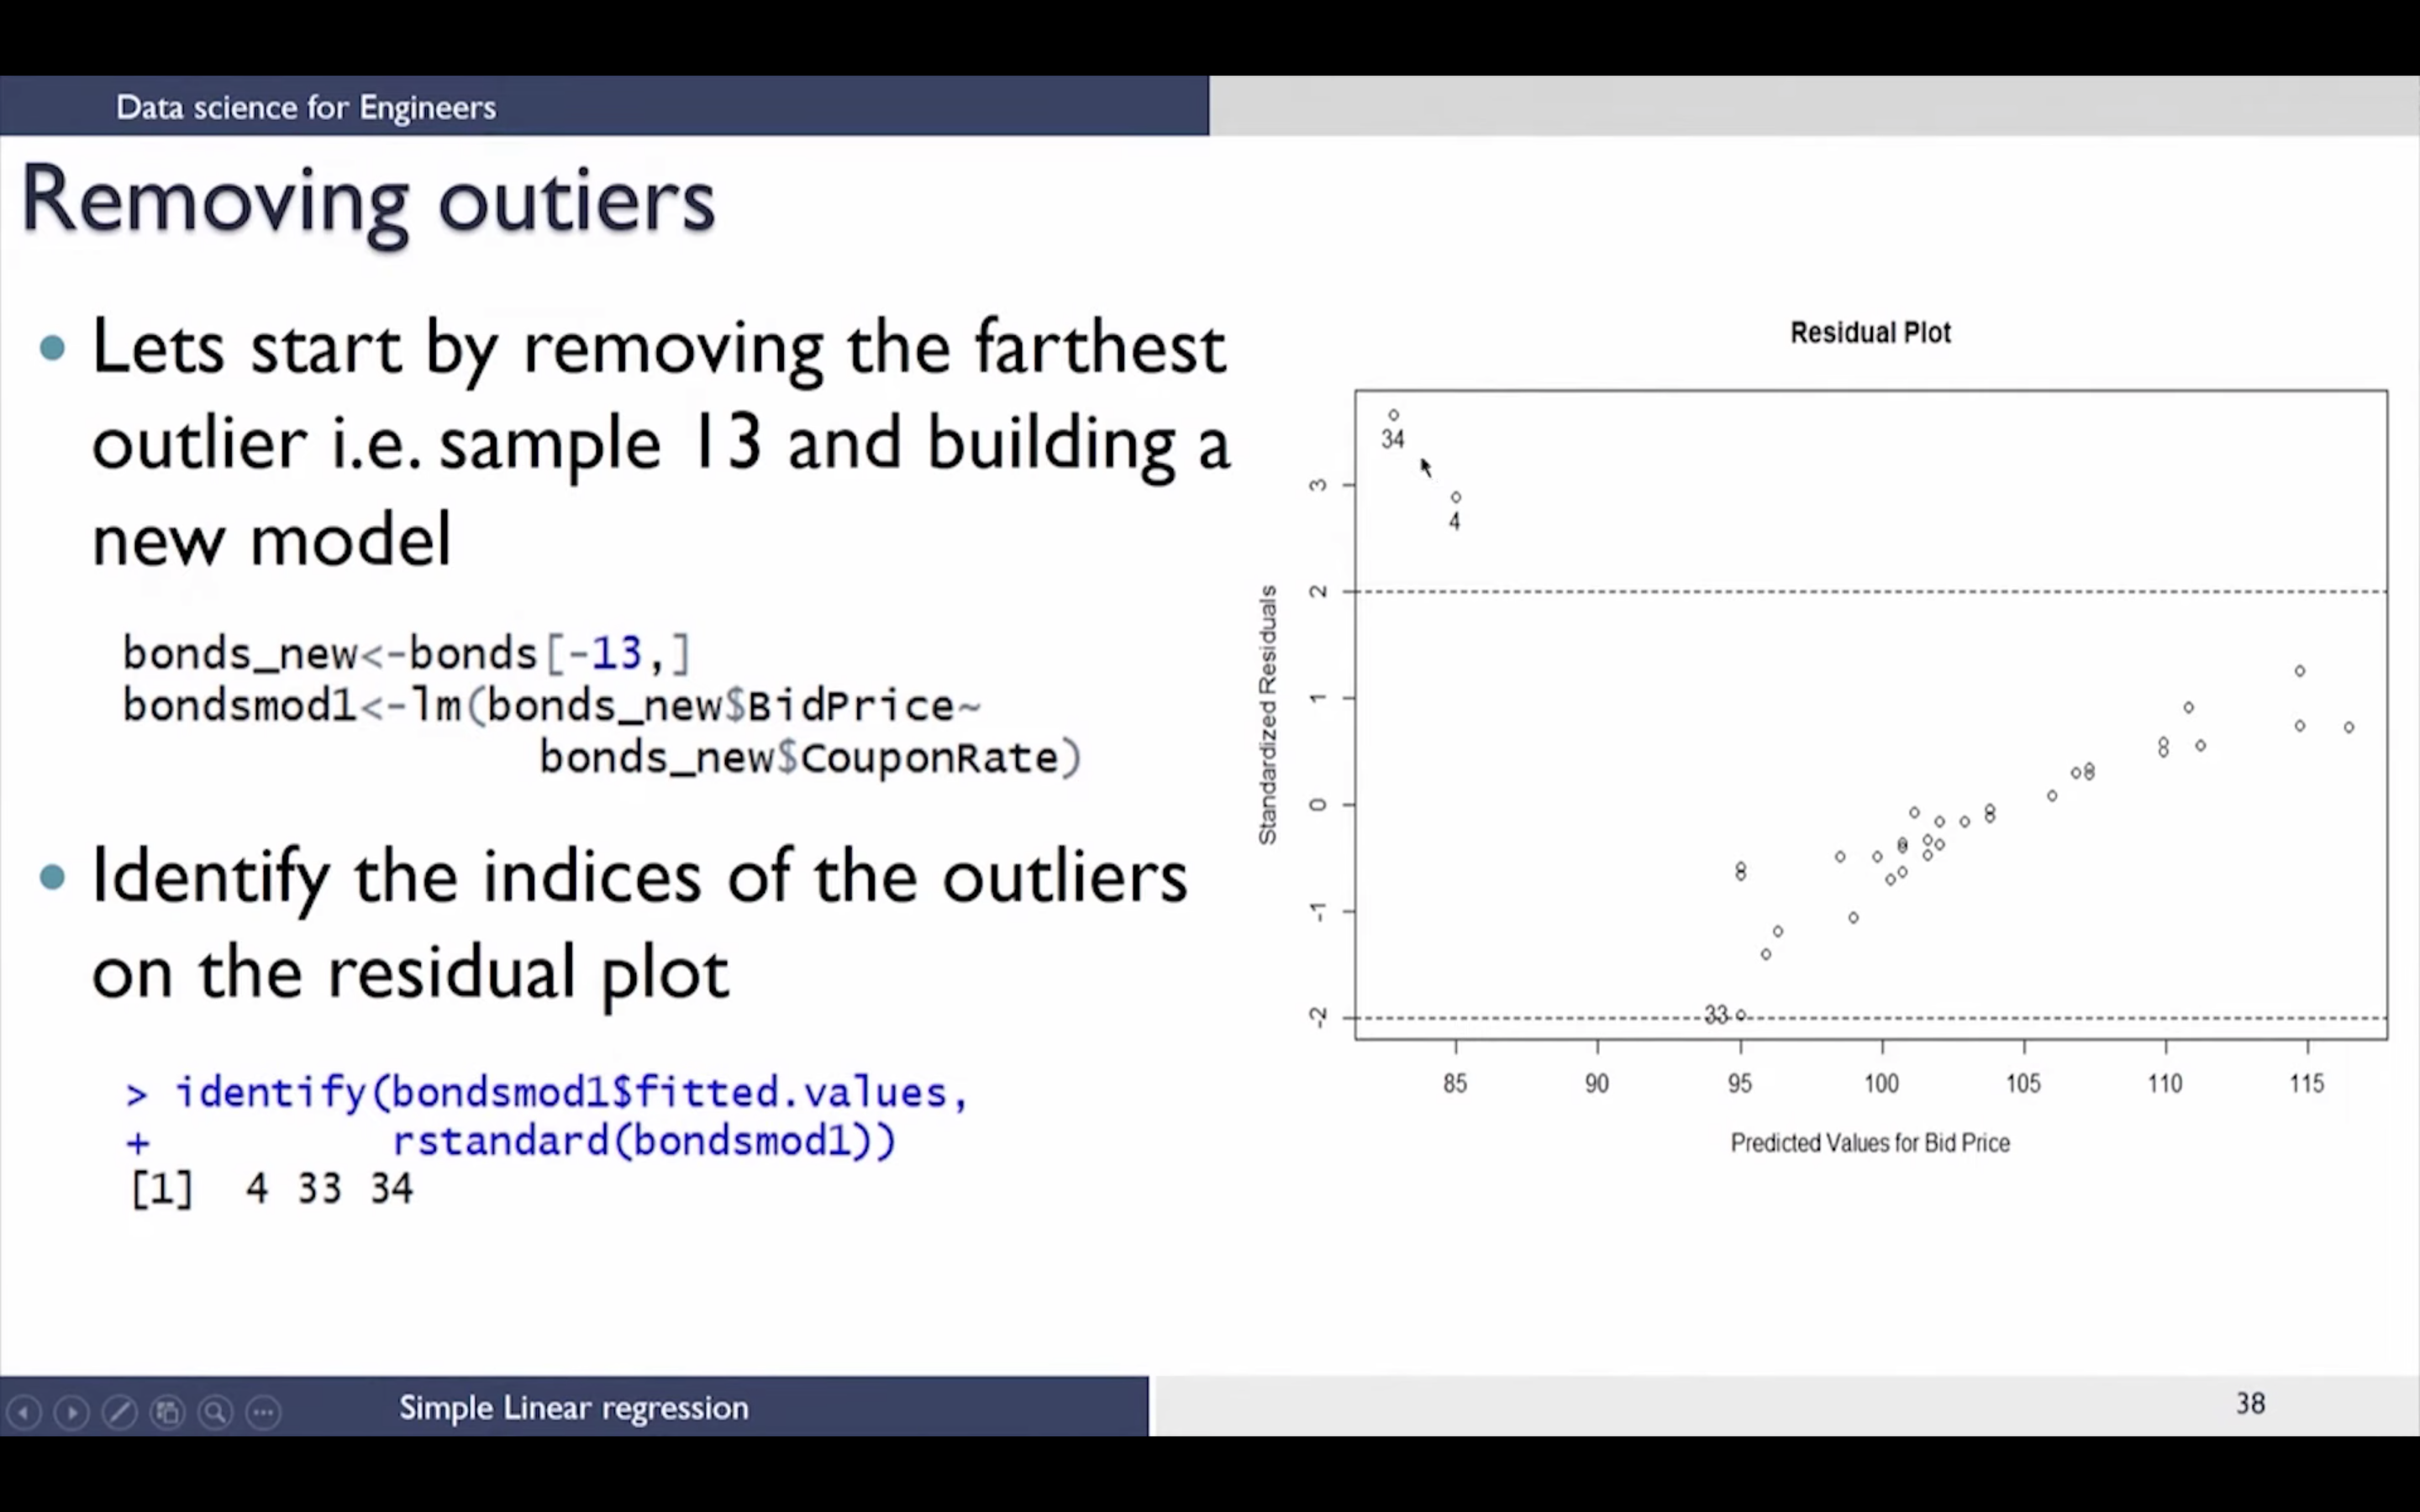 Data science for Engineers
Removing outiers
Lets start by removing the farthest
outlier i.e. sample 13 and building a
new model
bonds_new<-bonds[-13,]
bondsmod1<-lm(bonds_new$BidPrice~
bonds_new$CouponRate)
Identify the indices of the outliers
on the residual plot
> identify(bondsmod1$fitted.values,
+ rstandard(bondsmod1))
[1] 4 33 34
Residual Plot
34
4
33
Standardized Residuals
3
2
1
0
-1
-2
85 90 95 100 105 110 115
Predicted Values for Bid Price
Simple Linear regression
38